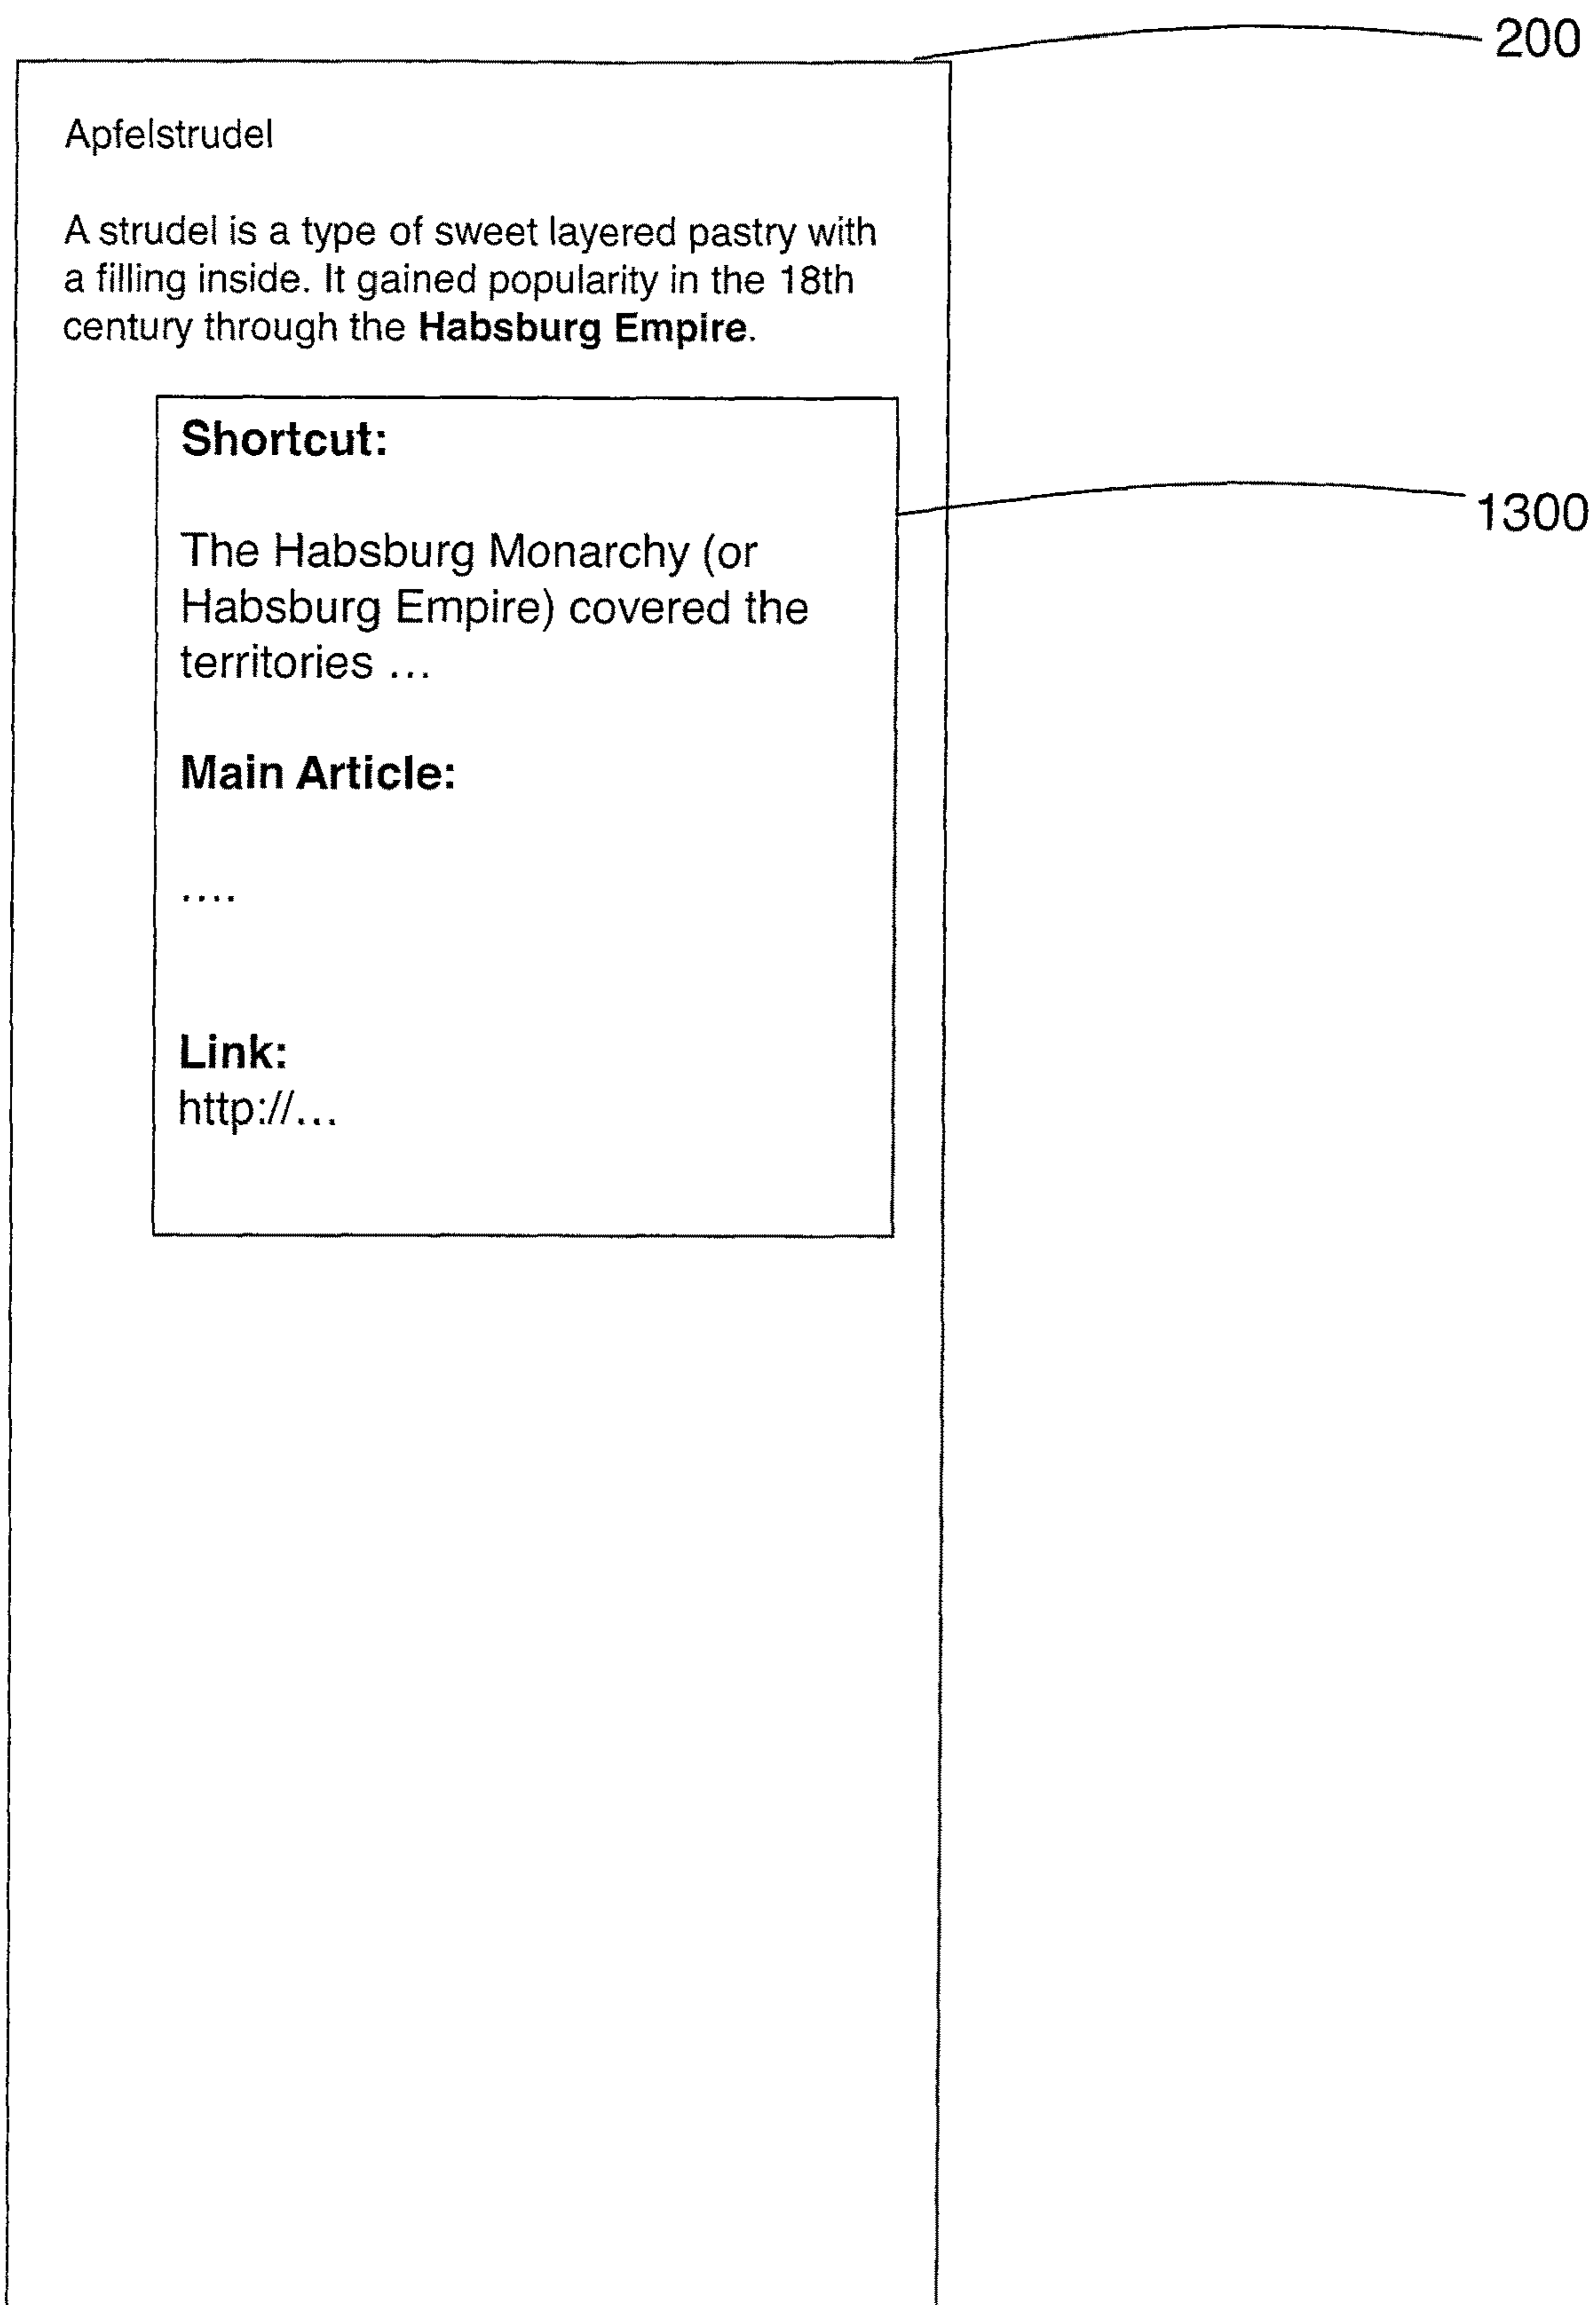 200
Apfelstrudel
A strudel is a type of sweet layered pastry with
a filling inside. It gained popularity in the 18th
century through the Habsburg Empire.
Shortcut:
1300
The Habsburg Monarchy (or
Habsburg Empire) covered the
territories ...
Main Article:
....
Link:
http://...